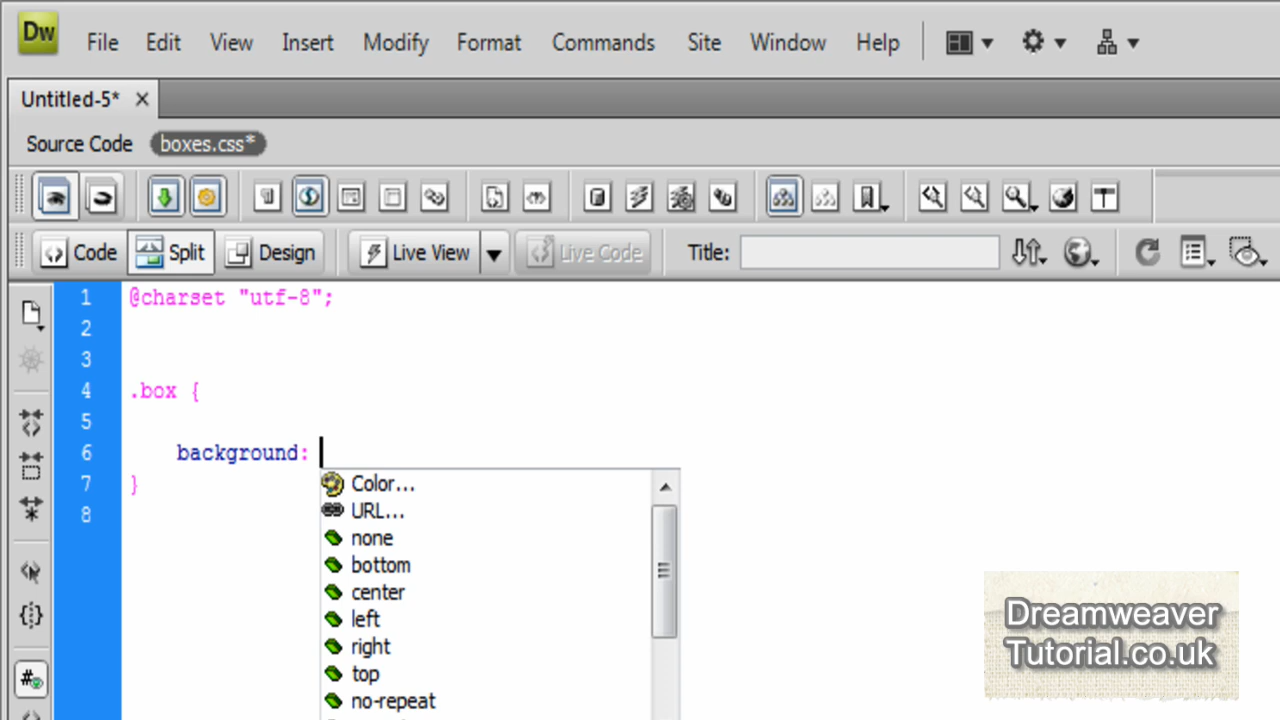 Dw File Edit View Insert Modify Format Commands Site Window Help
Untitled-5*
Source Code boxes.css*
Code Split Design Live View Live Code Title:
1 @charset "utf-8";
2
3
4 .box {
5
6 background:
7 }
8
Color...
URL...
none
bottom
center
left
right
top
no-repeat
Dreamweaver
Tutorial.co.uk